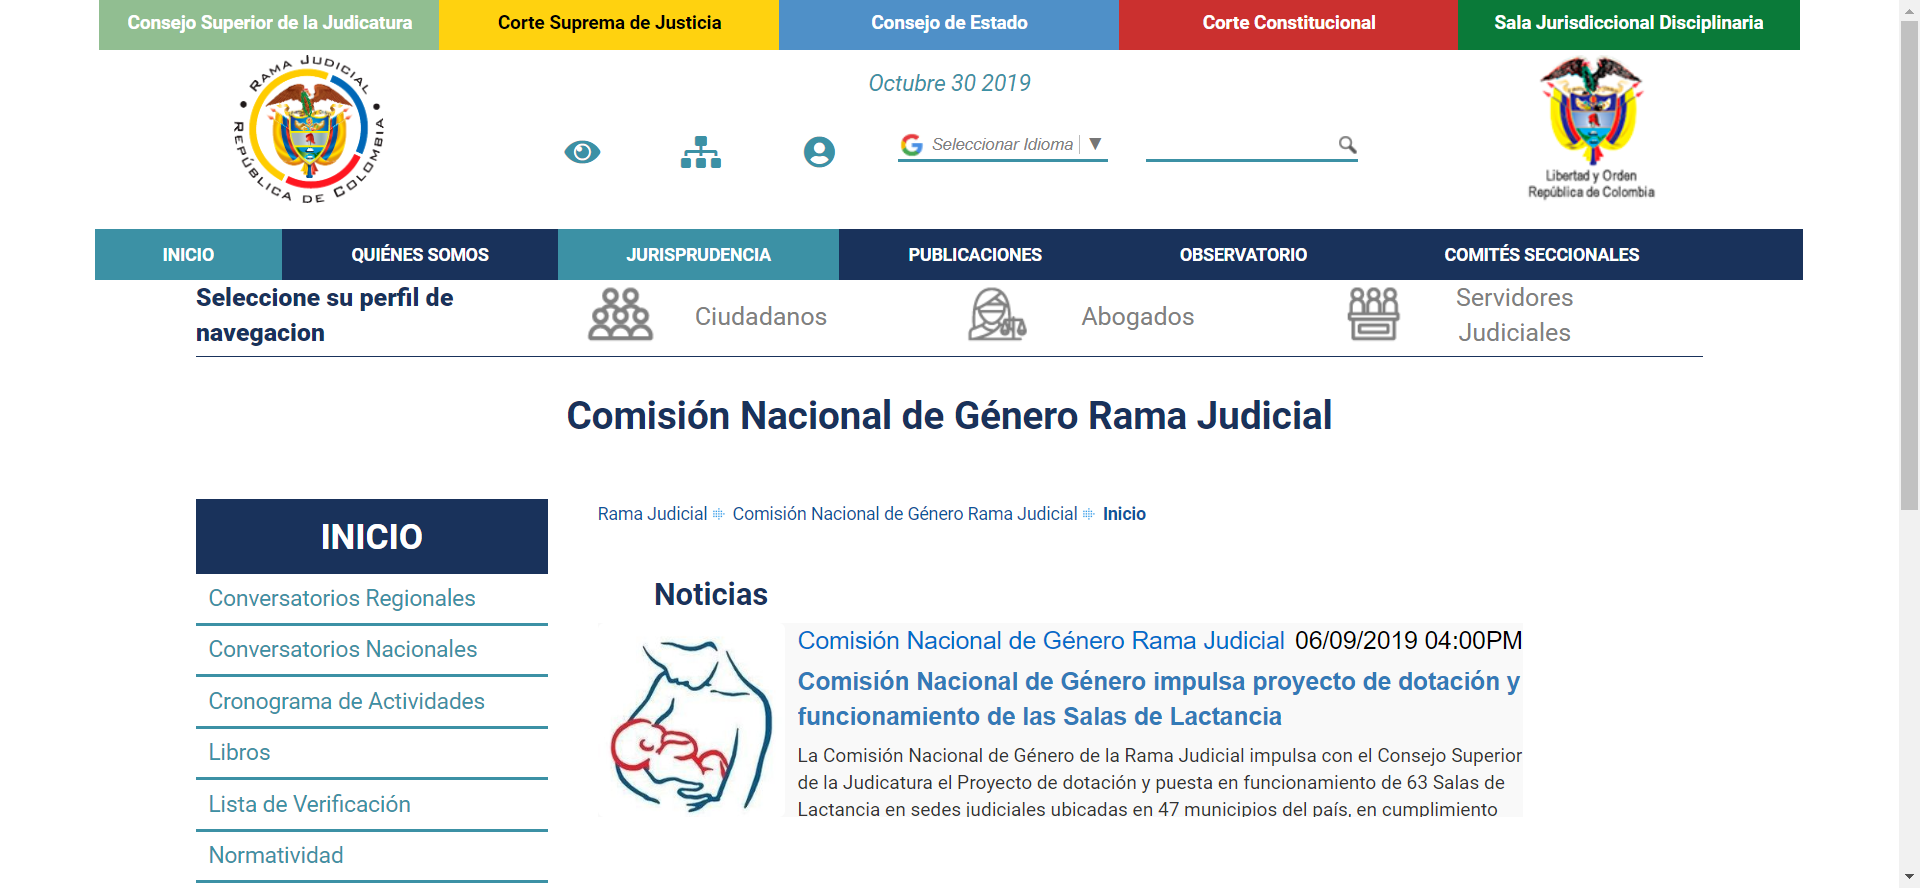 Consejo Superior de la Judicatura
Corte Suprema de Justicia
Consejo de Estado
Corte Constitucional
Sala Jurisdiccional Disciplinaria
RAMA JUDICIAL
REPÚBLICA DE COLOMBIA
Octubre 30 2019
Seleccionar Idioma ▼
Libertad y Orden
República de Colombia
INICIO
QUIÉNES SOMOS
JURISPRUDENCIA
PUBLICACIONES
OBSERVATORIO
COMITÉS SECCIONALES
Seleccione su perfil de
navegacion
Ciudadanos
Abogados
Servidores
Judiciales
Comisión Nacional de Género Rama Judicial
INICIO
Conversatorios Regionales
Conversatorios Nacionales
Cronograma de Actividades
Libros
Lista de Verificación
Normatividad
Rama Judicial Comisión Nacional de Género Rama Judicial Inicio
Noticias
Comisión Nacional de Género Rama Judicial 06/09/2019 04:00PM
Comisión Nacional de Género impulsa proyecto de dotación y
funcionamiento de las Salas de Lactancia
La Comisión Nacional de Género de la Rama Judicial impulsa con el Consejo Superior
de la Judicatura el Proyecto de dotación y puesta en funcionamiento de 63 Salas de
Lactancia en sedes judiciales ubicadas en 47 municipios del país, en cumplimiento